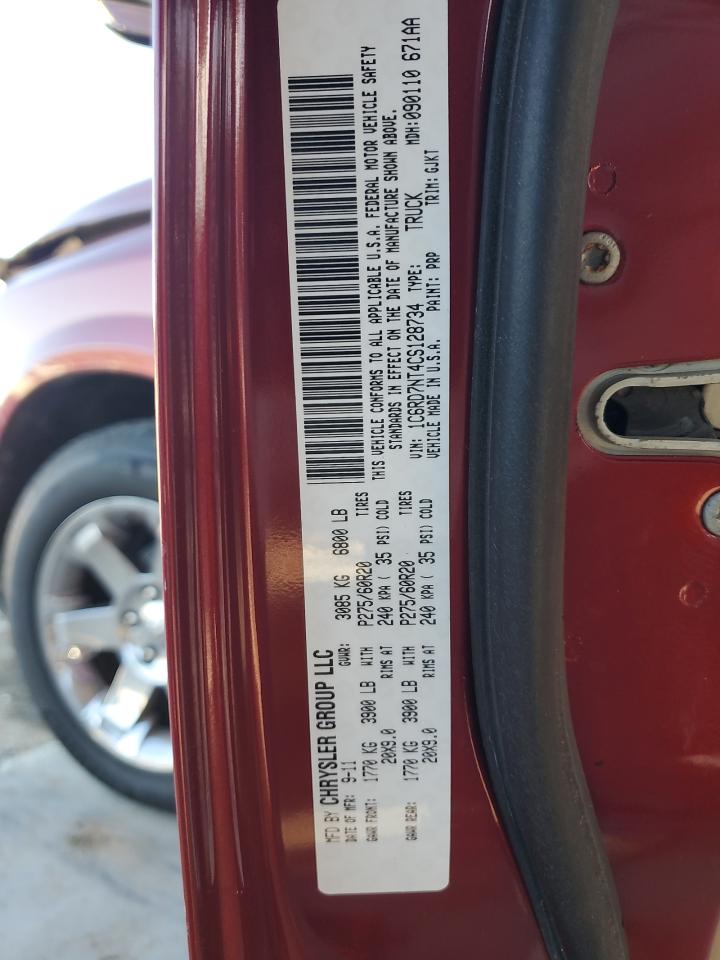 MFD BY CHRYSLER GROUP LLC
DATE OF MFR: 9-11 GVWR: 3085 KG 6800 LB
GAWR FRONT: 1770 KG 3900 LB WITH P275/60R20 TIRES
20X9.0 RIMS AT 240 KPA ( 35 PSI) COLD
GAWR REAR: 1770 KG 3900 LB WITH P275/60R20 TIRES
20X9.0 RIMS AT 240 KPA ( 35 PSI) COLD
THIS VEHICLE CONFORMS TO ALL APPLICABLE U.S.A. FEDERAL MOTOR VEHICLE SAFETY
STANDARDS IN EFFECT ON THE DATE OF MANUFACTURE SHOWN ABOVE.
VIN: 1C6RD7NT4CS128734 TYPE: TRUCK MDH:090110 671AA
VEHICLE MADE IN U.S.A. PAINT: PRP TRIM: GJKT